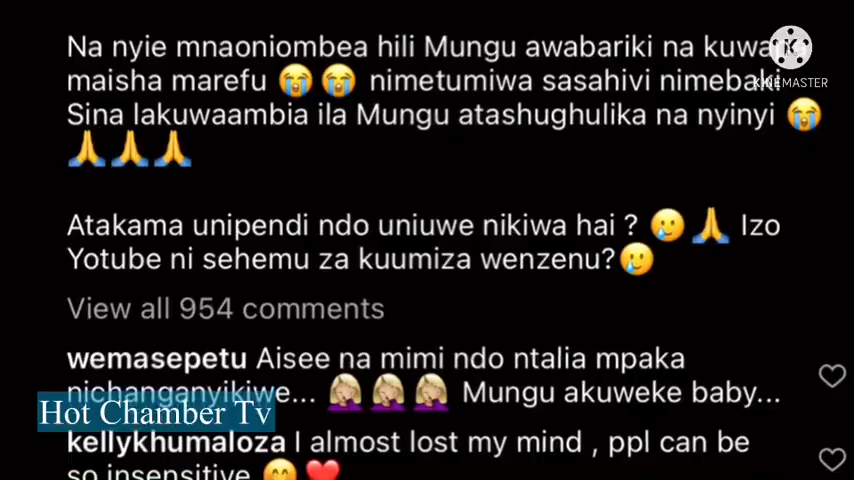 Na nyie mnaoniombea hili Mungu awabariki na kuwapa
maisha marefu 😭😭 nimetumiwa sasahivi nimebaki
Sina lakuwaambia ila Mungu atashughulika na nyinyi 😭
🙏🙏🙏
Atakama unipendi ndo uniuwe nikiwa hai ? 🥲🙏 Izo
Yotube ni sehemu za kuumiza wenzenu?🥲
View all 954 comments
wemasepetu Aisee na mimi ndo ntalia mpaka
nichanganyikiwe... 🤦🏼‍♀️🤦🏼‍♀️🤦🏼‍♀️ Mungu akuweke baby...
kellykhumaloza I almost lost my mind , ppl can be
so insensitive 😊❤️
KINEMASTER
Hot Chamber Tv